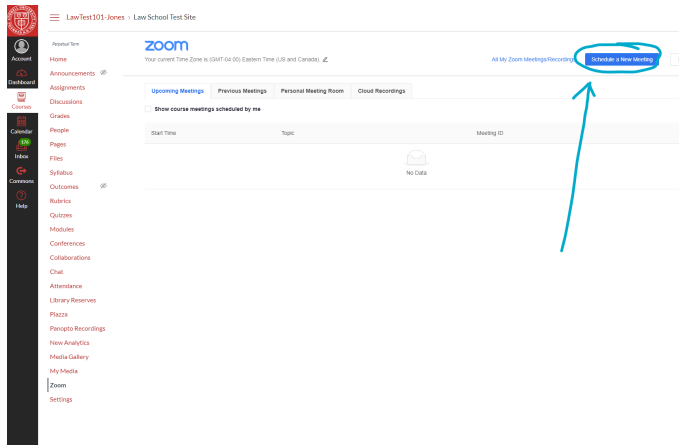 LawTest101-Jones › Law School Test Site
Account
Dashboard
Courses
Calendar
176
Inbox
Commons
Help
Perpetual Term
Home
Announcements
Assignments
Discussions
Grades
People
Pages
Files
Syllabus
Outcomes
Rubrics
Quizzes
Modules
Conferences
Collaborations
Chat
Attendance
Library Reserves
Piazza
Panopto Recordings
New Analytics
Media Gallery
My Media
Zoom
Settings
zoom
Your current Time Zone is (GMT-04:00) Eastern Time (US and Canada).
All My Zoom Meetings/Recordings
Schedule a New Meeting
Upcoming Meetings Previous Meetings Personal Meeting Room Cloud Recordings
Show course meetings scheduled by me
Start Time Topic Meeting ID
No Data